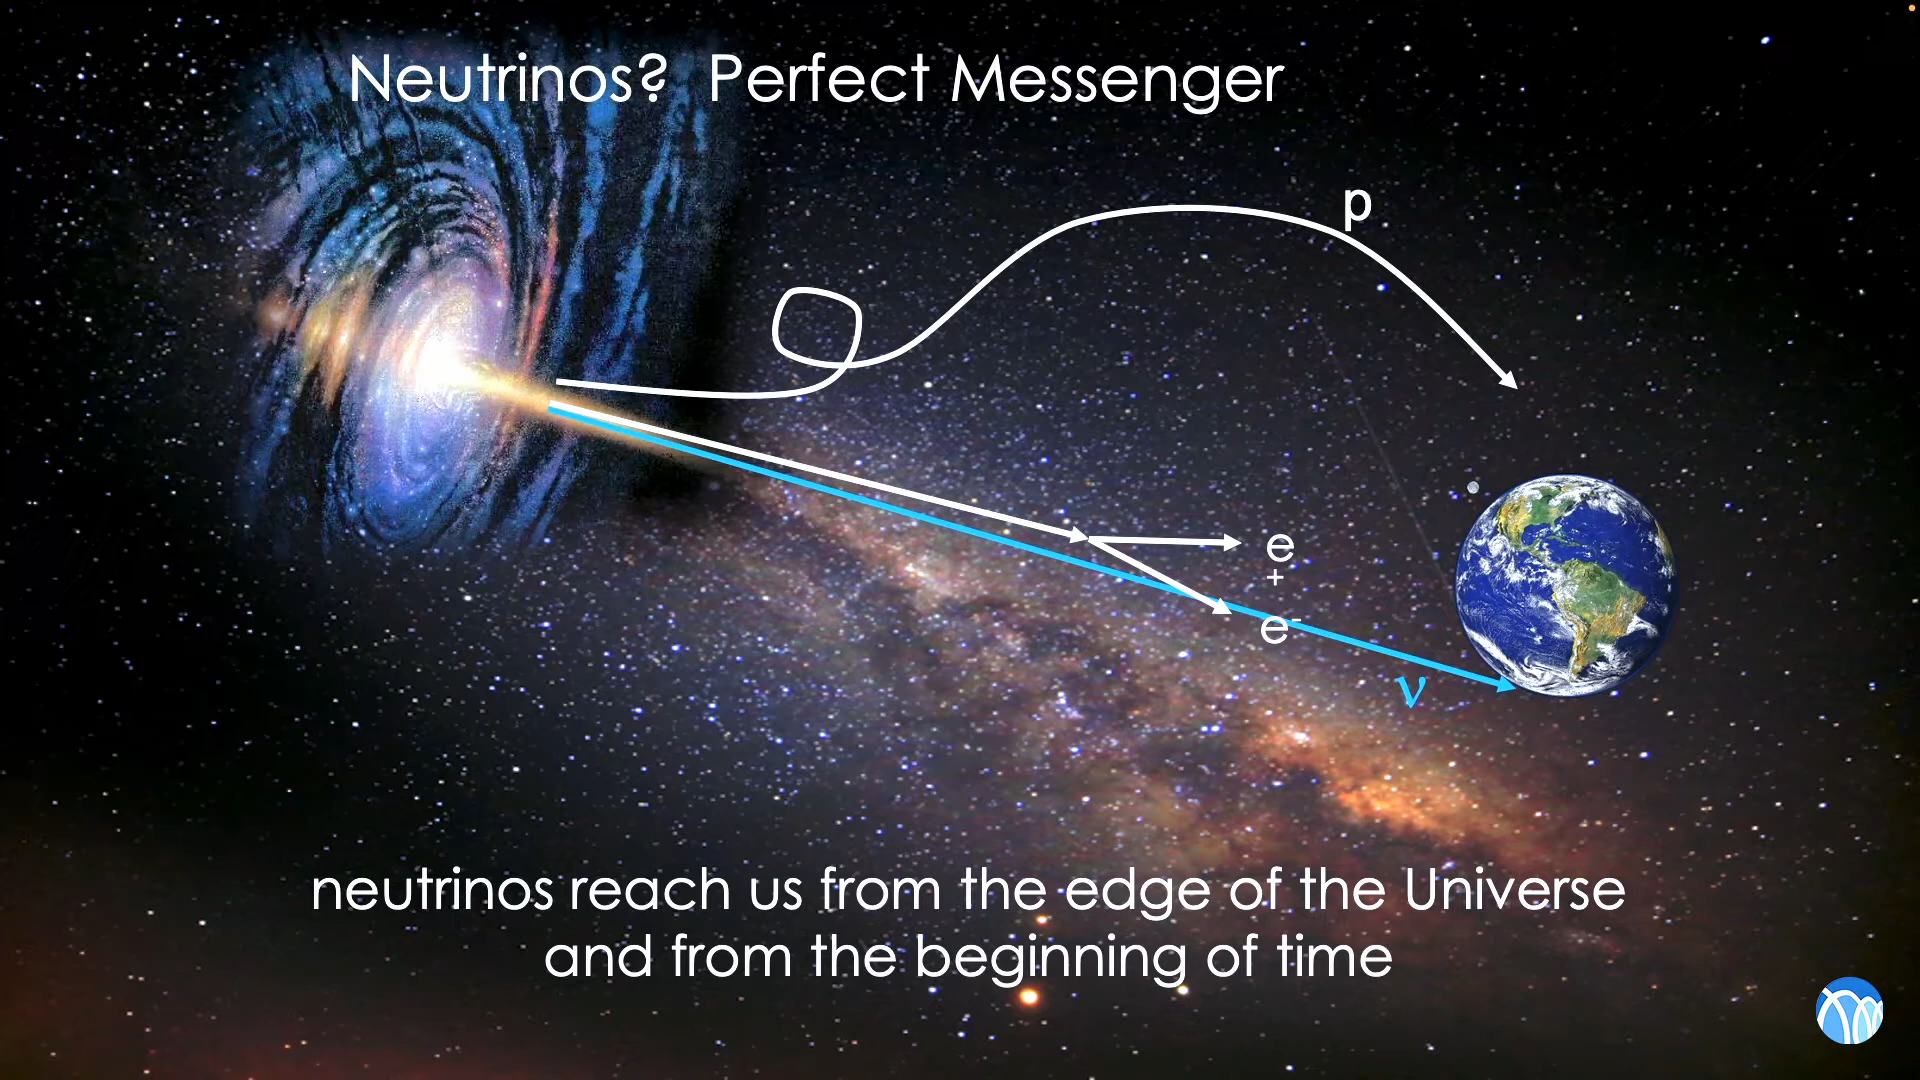 Neutrinos? Perfect Messenger
p
e
+
e-
ν
neutrinos reach us from the edge of the Universe
and from the beginning of time